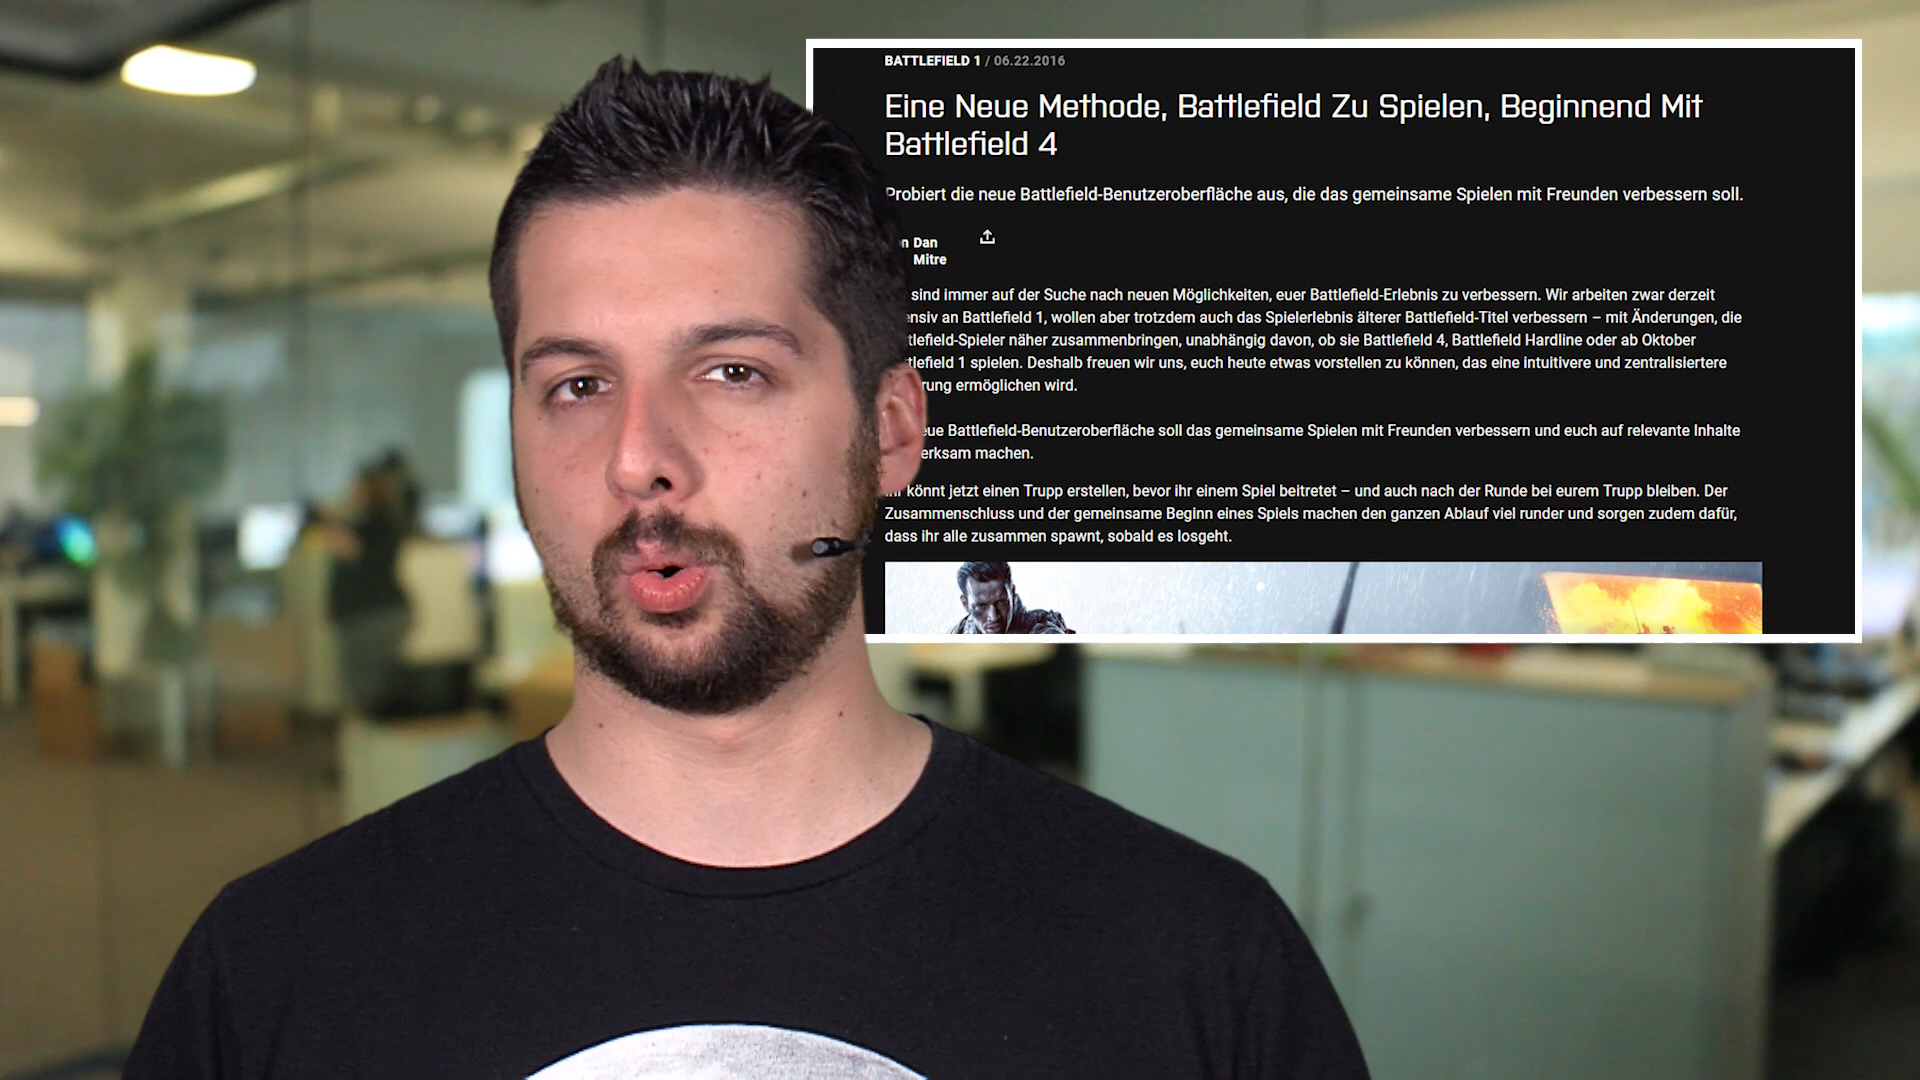 BATTLEFIELD 1 / 06.22.2016
Eine Neue Methode, Battlefield Zu Spielen, Beginnend Mit
Battlefield 4
Probiert die neue Battlefield-Benutzeroberfläche aus, die das gemeinsame Spielen mit Freunden verbessern soll.
Dan
Mitre
sind immer auf der Suche nach neuen Möglichkeiten, euer Battlefield-Erlebnis zu verbessern. Wir arbeiten zwar derzeit
an Battlefield 1, wollen aber trotzdem auch das Spielerlebnis älterer Battlefield-Titel verbessern – mit Änderungen, die
zusammenbringen, unabhängig davon, ob sie Battlefield 4, Battlefield Hardline oder ab Oktober
1 spielen. Deshalb freuen wir uns, euch heute etwas vorstellen zu können, das eine intuitivere und zentralisiertere
ermöglichen wird.
Battlefield-Benutzeroberfläche soll das gemeinsame Spielen mit Freunden verbessern und euch auf relevante Inhalte
machen.
könnt jetzt einen Trupp erstellen, bevor ihr einem Spiel beitretet – und auch nach der Runde bei eurem Trupp bleiben. Der
Zusammenschluss und der gemeinsame Beginn eines Spiels machen den ganzen Ablauf viel runder und sorgen zudem dafür,
dass ihr alle zusammen spawnt, sobald es losgeht.